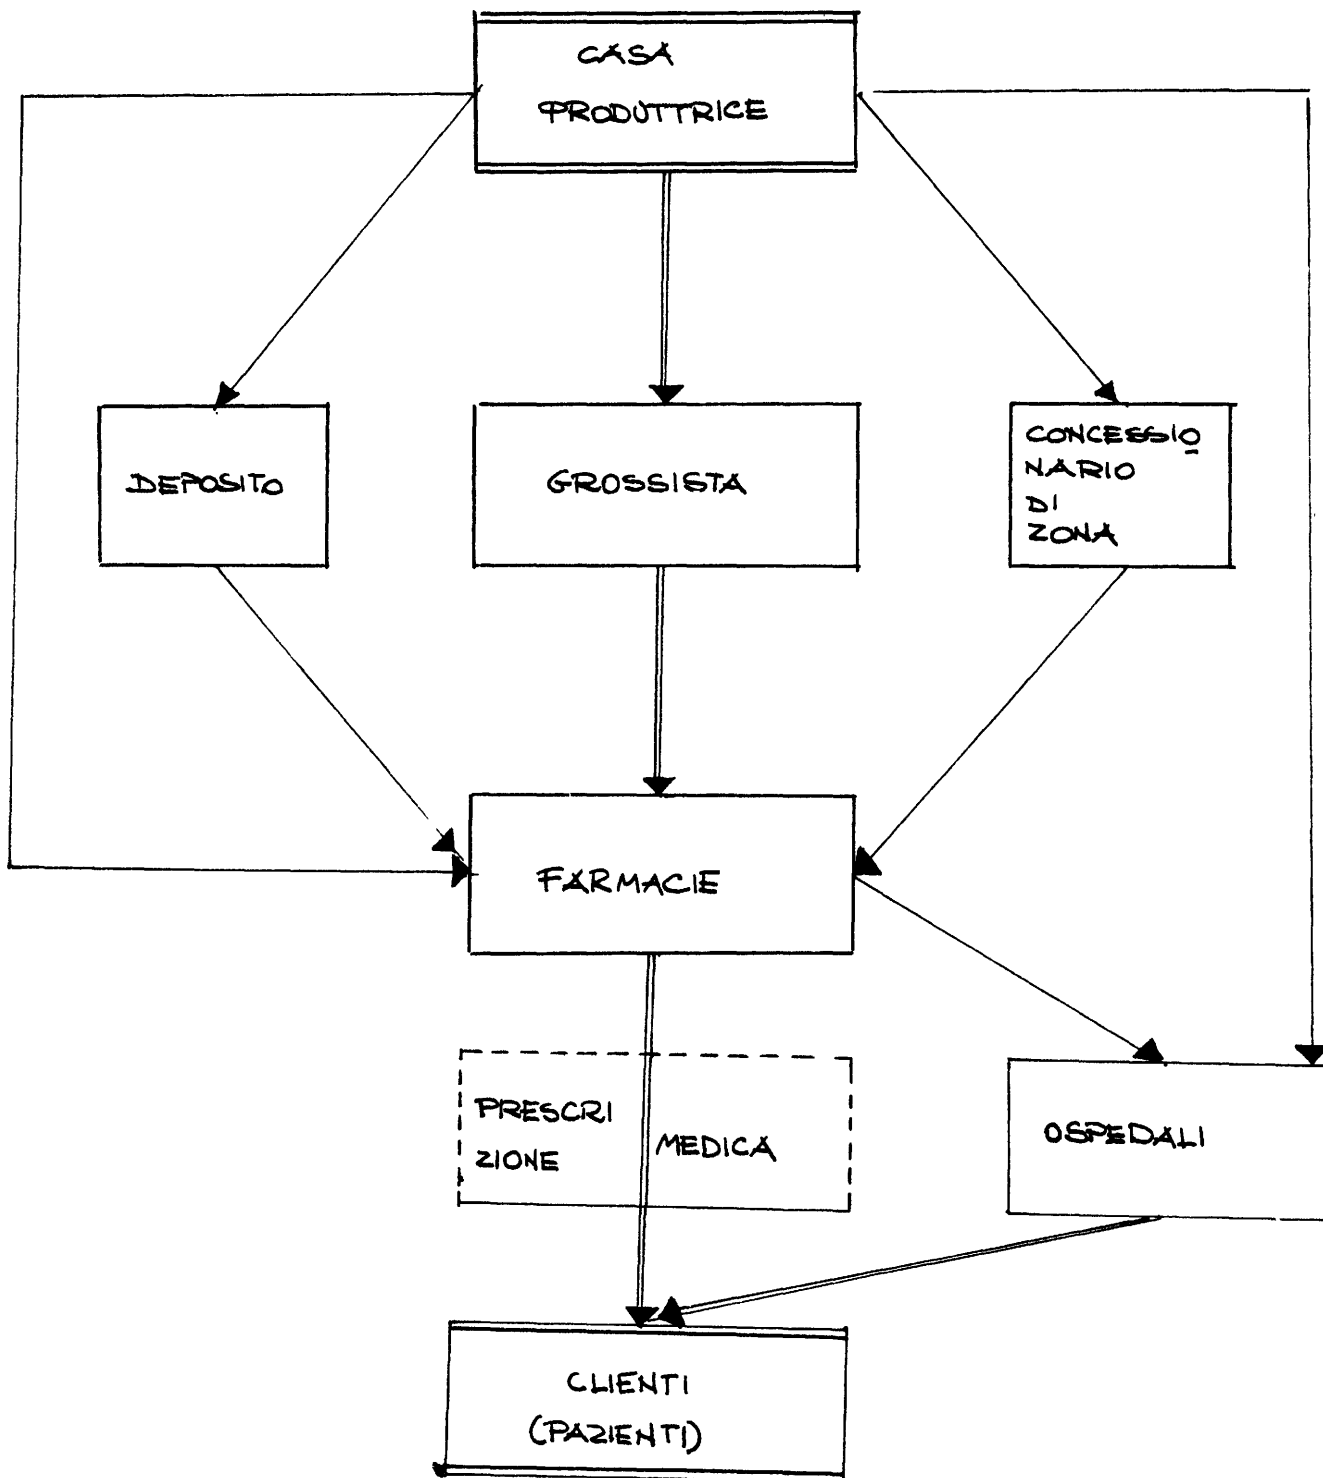 CASA
PRODUTTRICE
DEPOSITO
GROSSISTA
CONCESSIO
NARIO
DI
ZONA
FARMACIE
PRESCRI
ZIONE
MEDICA
OSPEDALI
CLIENTI
(PAZIENTI)